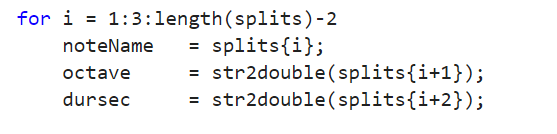 for i = 1:3:length(splits)-2
    noteName   = splits{i};
    octave     = str2double(splits{i+1});
    dursec     = str2double(splits{i+2});